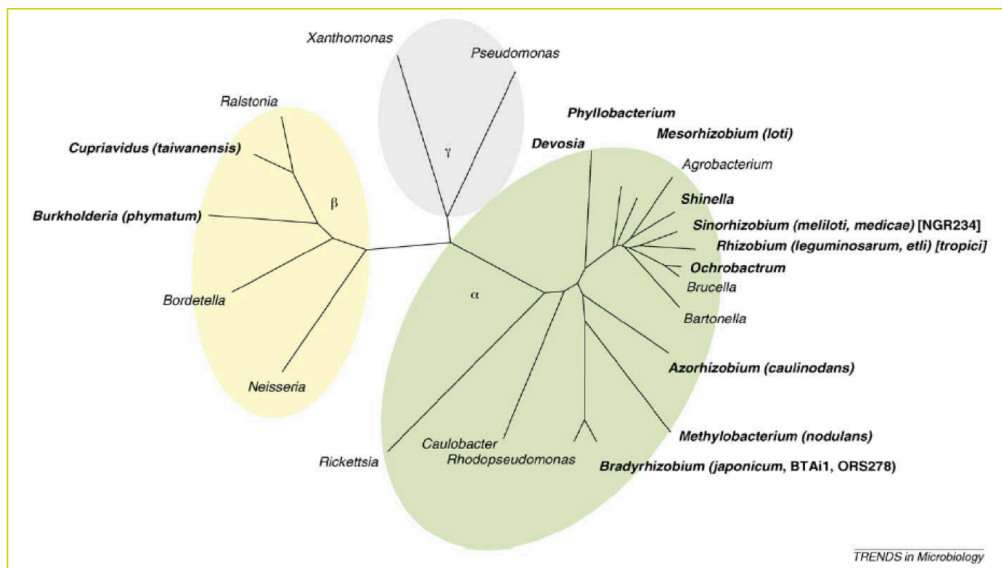 Xanthomonas
Pseudomonas
Ralstonia
Phyllobacterium
Mesorhizobium (loti)
Cupriavidus (taiwanensis)
Devosia
γ
Agrobacterium
Shinella
β
Burkholderia (phymatum)
Sinorhizobium (meliloti, medicae) [NGR234]
Rhizobium (leguminosarum, etli) [tropici]
Ochrobactrum
Brucella
Bordetella
α
Bartonella
Azorhizobium (caulinodans)
Neisseria
Methylobacterium (nodulans)
Caulobacter
Rickettsia
Rhodopseudomonas
Bradyrhizobium (japonicum, BTAi1, ORS278)
TRENDS in Microbiology